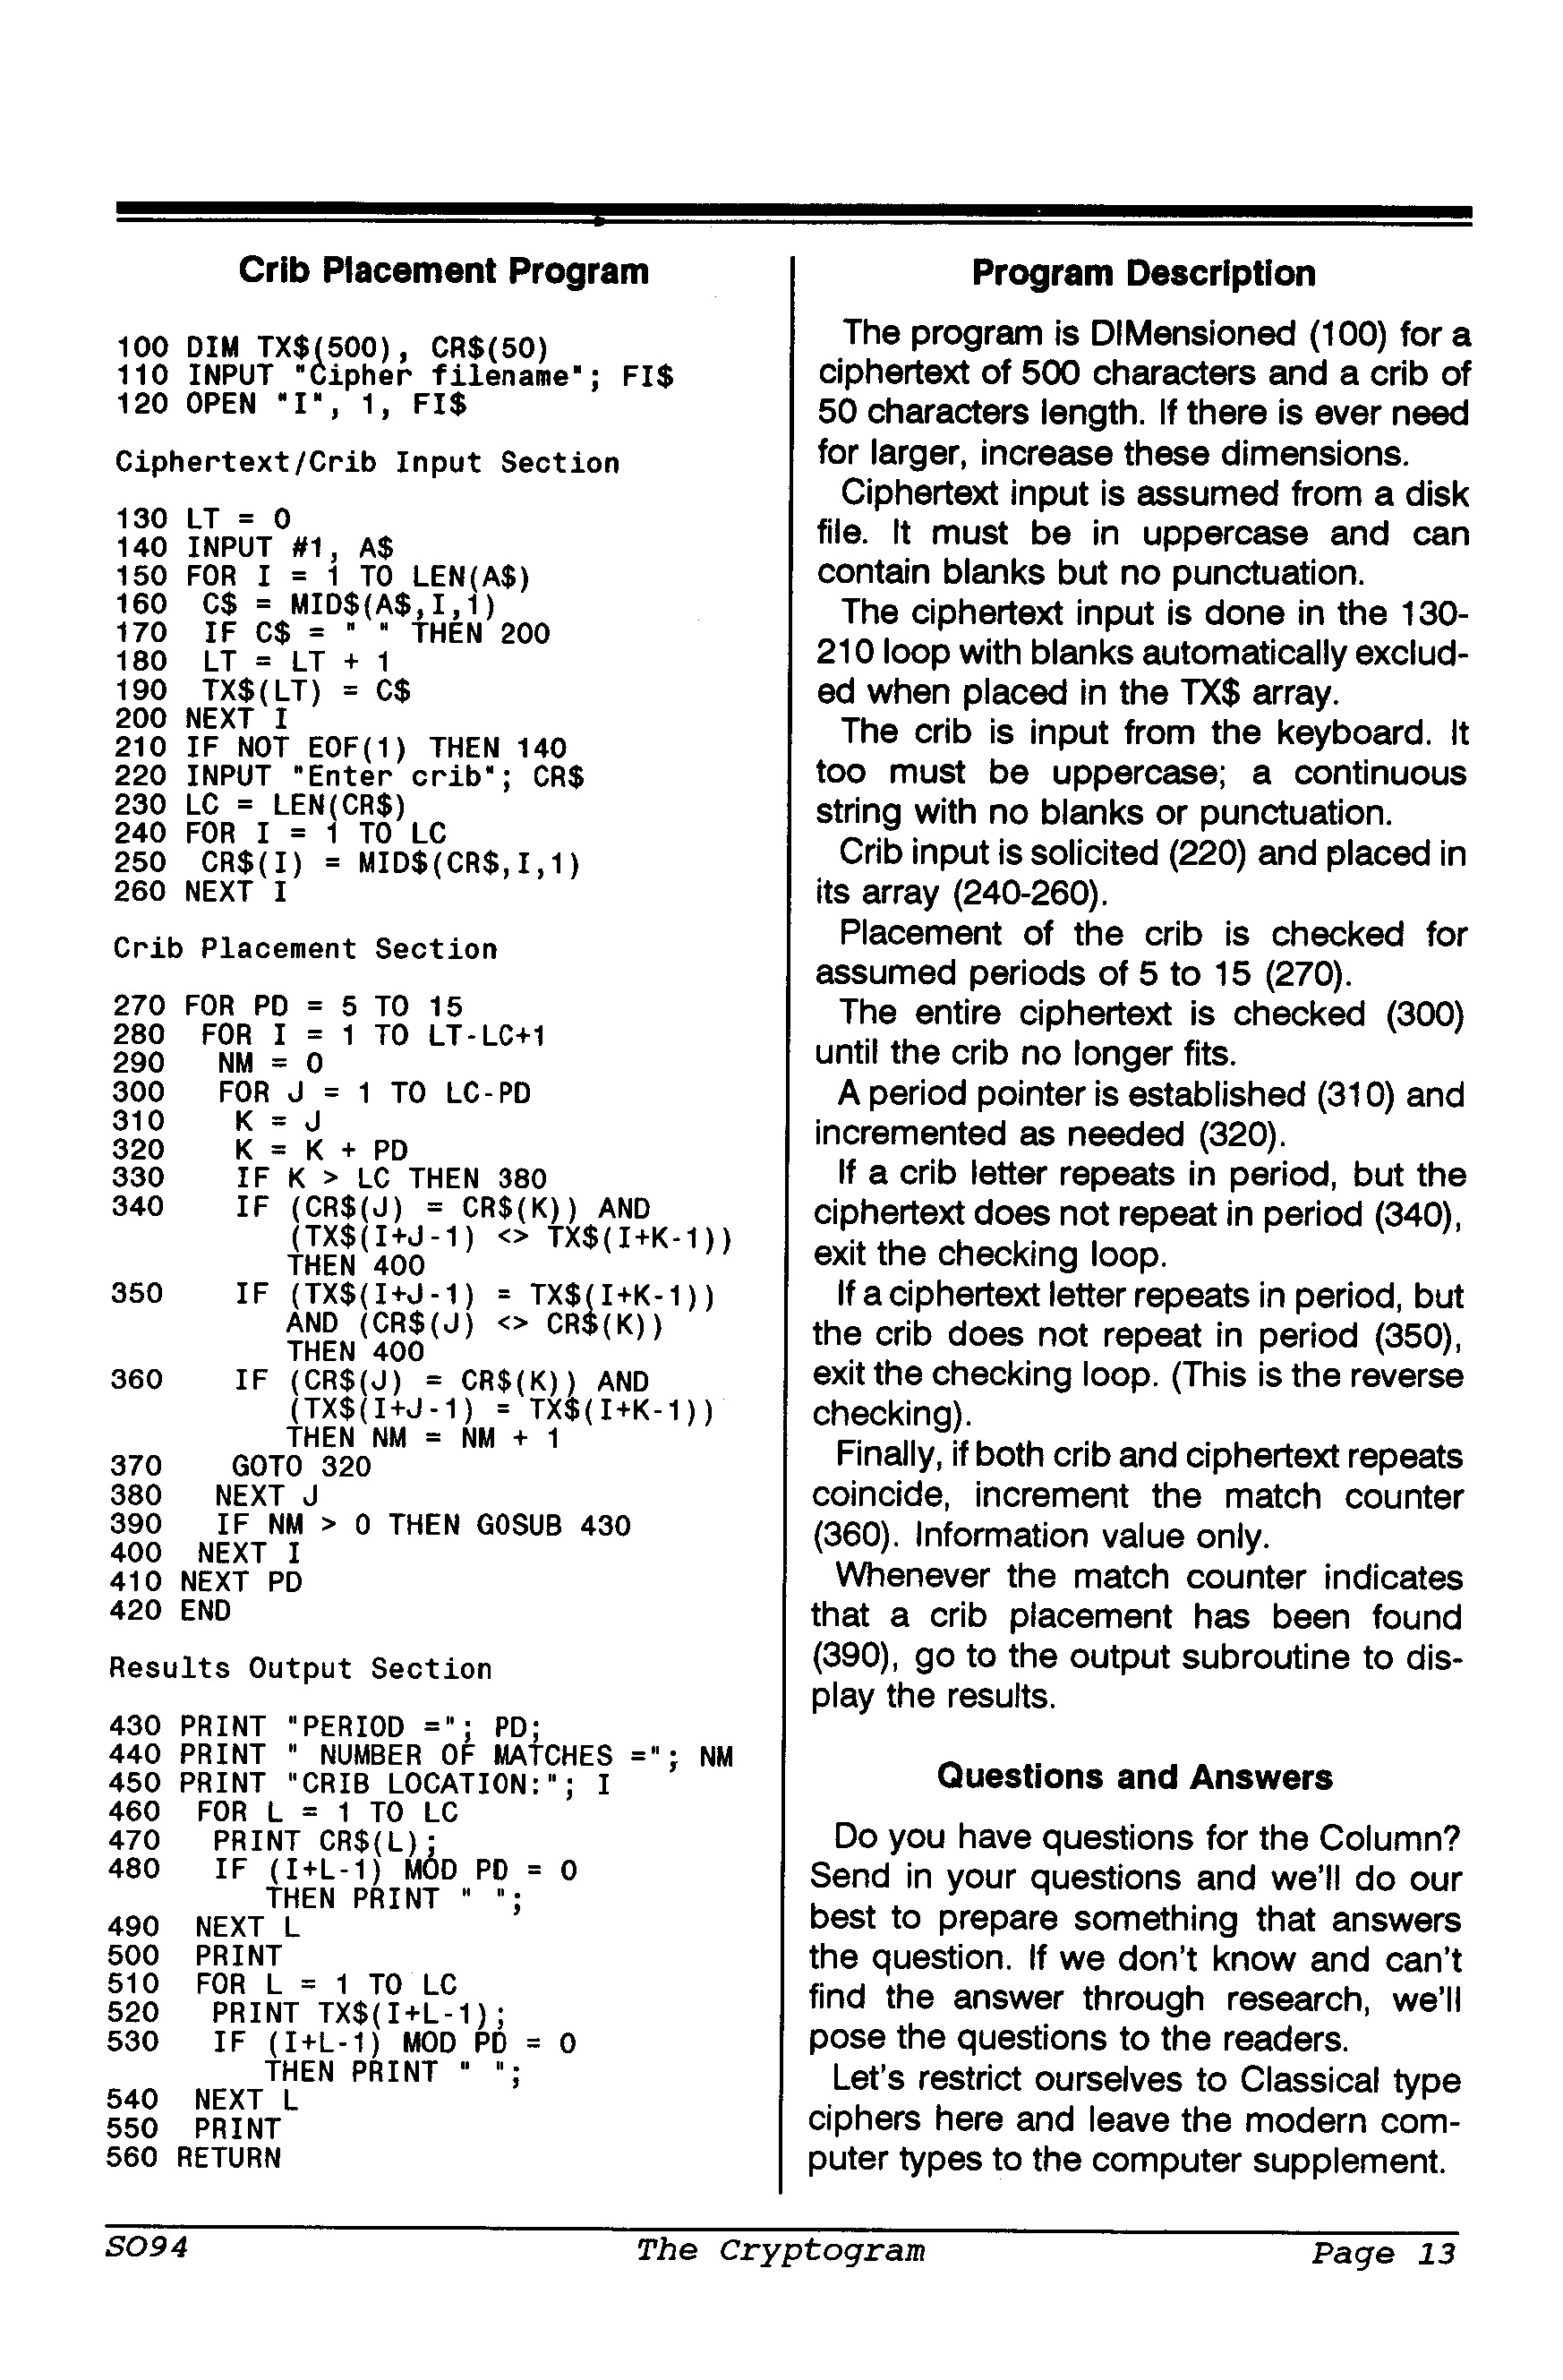 Crib Placement Program
100 DIM TX$(500), CR$(50)
110 INPUT "Cipher filename"; FI$
120 OPEN "I", 1, FI$
Ciphertext/Crib Input Section
130 LT = 0
140 INPUT #1, A$
150 FOR I = 1 TO LEN(A$)
160  C$ = MID$(A$,I,1)
170  IF C$ = " " THEN 200
180  LT = LT + 1
190  TX$(LT) = C$
200 NEXT I
210 IF NOT EOF(1) THEN 140
220 INPUT "Enter crib"; CR$
230 LC = LEN(CR$)
240 FOR I = 1 TO LC
250  CR$(I) = MID$(CR$,I,1)
260 NEXT I
Crib Placement Section
270 FOR PD = 5 TO 15
280  FOR I = 1 TO LT-LC+1
290   NM = 0
300   FOR J = 1 TO LC-PD
310    K = J
320    K = K + PD
330    IF K > LC THEN 380
340    IF (CR$(J) = CR$(K)) AND
(TX$(I+J-1) <> TX$(I+K-1))
THEN 400
350    IF (TX$(I+J-1) = TX$(I+K-1))
AND (CR$(J) <> CR$(K))
THEN 400
360    IF (CR$(J) = CR$(K)) AND
(TX$(I+J-1) = TX$(I+K-1))
THEN NM = NM + 1
370    GOTO 320
380   NEXT J
390   IF NM > 0 THEN GOSUB 430
400  NEXT I
410 NEXT PD
420 END
Results Output Section
430 PRINT "PERIOD ="; PD;
440 PRINT " NUMBER OF MATCHES ="; NM
450 PRINT "CRIB LOCATION:"; I
460  FOR L = 1 TO LC
470   PRINT CR$(L);
480   IF (I+L-1) MOD PD = 0
THEN PRINT " ";
490  NEXT L
500  PRINT
510  FOR L = 1 TO LC
520   PRINT TX$(I+L-1);
530   IF (I+L-1) MOD PD = 0
THEN PRINT " ";
540  NEXT L
550  PRINT
560 RETURN
Program Description
The program is DIMensioned (100) for a
ciphertext of 500 characters and a crib of
50 characters length. If there is ever need
for larger, increase these dimensions.
Ciphertext input is assumed from a disk
file. It must be in uppercase and can
contain blanks but no punctuation.
The ciphertext input is done in the 130-
210 loop with blanks automatically exclud-
ed when placed in the TX$ array.
The crib is input from the keyboard. It
too must be uppercase; a continuous
string with no blanks or punctuation.
Crib input is solicited (220) and placed in
its array (240-260).
Placement of the crib is checked for
assumed periods of 5 to 15 (270).
The entire ciphertext is checked (300)
until the crib no longer fits.
A period pointer is established (310) and
incremented as needed (320).
If a crib letter repeats in period, but the
ciphertext does not repeat in period (340),
exit the checking loop.
If a ciphertext letter repeats in period, but
the crib does not repeat in period (350),
exit the checking loop. (This is the reverse
checking).
Finally, if both crib and ciphertext repeats
coincide, increment the match counter
(360). Information value only.
Whenever the match counter indicates
that a crib placement has been found
(390), go to the output subroutine to dis-
play the results.
Questions and Answers
Do you have questions for the Column?
Send in your questions and we'll do our
best to prepare something that answers
the question. If we don't know and can't
find the answer through research, we'll
pose the questions to the readers.
Let's restrict ourselves to Classical type
ciphers here and leave the modern com-
puter types to the computer supplement.
SO94 The Cryptogram Page 13